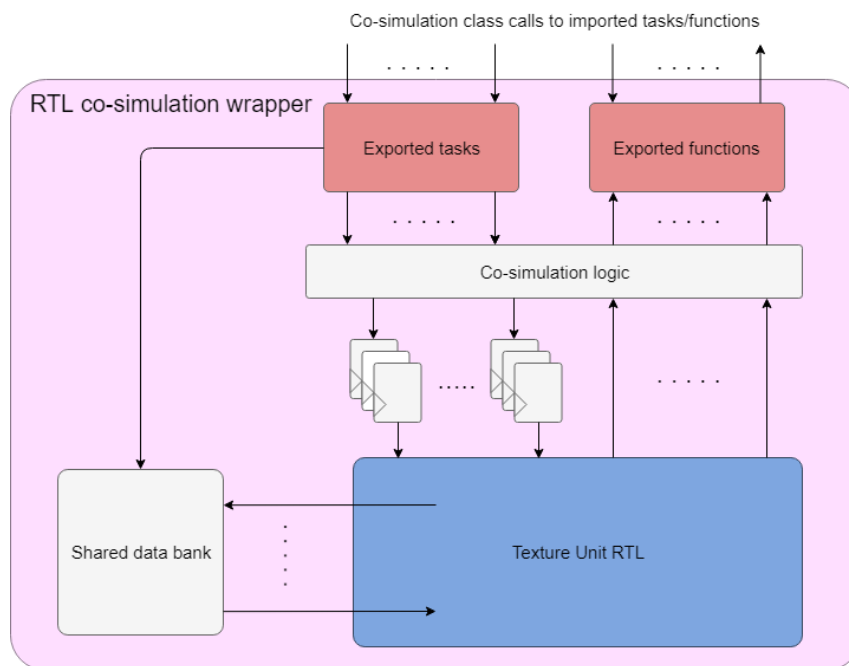 Co-simulation class calls to imported tasks/functions
RTL co-simulation wrapper
Exported tasks
Exported functions
Co-simulation logic
Shared data bank
Texture Unit RTL